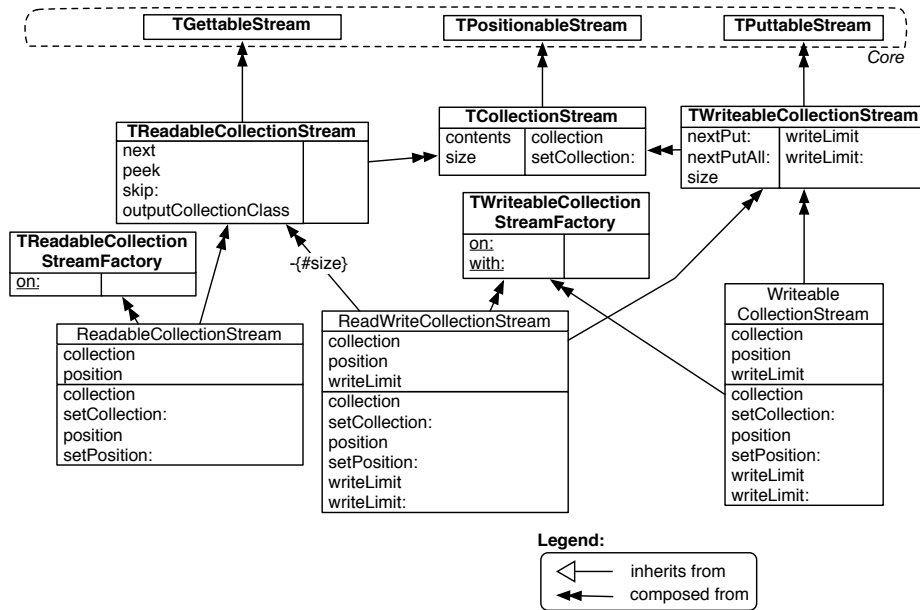 TGettableStream
TPositionableStream
TPuttableStream
Core
TReadableCollectionStream
next
peek
skip:
outputCollectionClass
TCollectionStream
contents
size
collection
setCollection:
TWriteableCollectionStream
nextPut:
nextPutAll:
size
writeLimit
writeLimit:
TReadableCollection
StreamFactory
on:
-{#size}
TWriteableCollection
StreamFactory
on:
with:
ReadableCollectionStream
collection
position
collection
setCollection:
position
setPosition:
ReadWriteCollectionStream
collection
position
writeLimit
collection
setCollection:
position
setPosition:
writeLimit
writeLimit:
Writeable
CollectionStream
collection
position
writeLimit
collection
setCollection:
position
setPosition:
writeLimit
writeLimit:
Legend:
inherits from
composed from